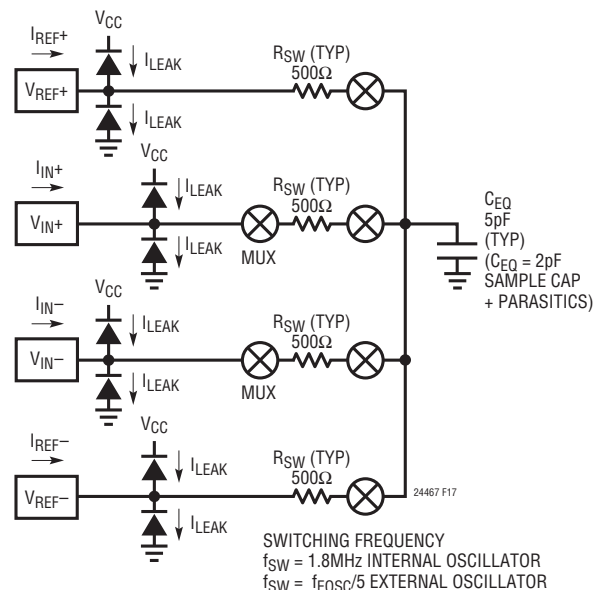 VCC
IREF+
ILEAK
RSW (TYP)
500Ω
VREF+
ILEAK
VCC
IIN+
ILEAK
RSW (TYP)
500Ω
VIN+
ILEAK
MUX
CEQ
5pF
(TYP)
(CEQ = 2pF
SAMPLE CAP
+ PARASITICS)
IIN–
VCC
ILEAK
RSW (TYP)
500Ω
VIN–
ILEAK
MUX
VCC
IREF–
ILEAK
RSW (TYP)
500Ω
VREF–
ILEAK
24467 F17
SWITCHING FREQUENCY
fSW = 1.8MHz INTERNAL OSCILLATOR
fSW = fEOSC/5 EXTERNAL OSCILLATOR